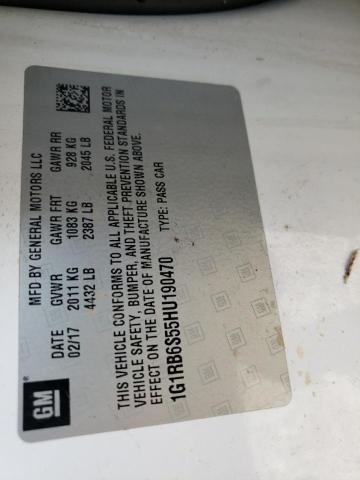 GM®
MFD BY GENERAL MOTORS LLC
DATE GVWR GAWR FRT GAWR RR
02/17 2011 KG 1083 KG 928 KG
4432 LB 2387 LB 2045 LB
THIS VEHICLE CONFORMS TO ALL APPLICABLE U.S. FEDERAL MOTOR
VEHICLE SAFETY, BUMPER, AND THEFT PREVENTION STANDARDS IN
EFFECT ON THE DATE OF MANUFACTURE SHOWN ABOVE.
1G1RB6S55HU190470 TYPE: PASS CAR